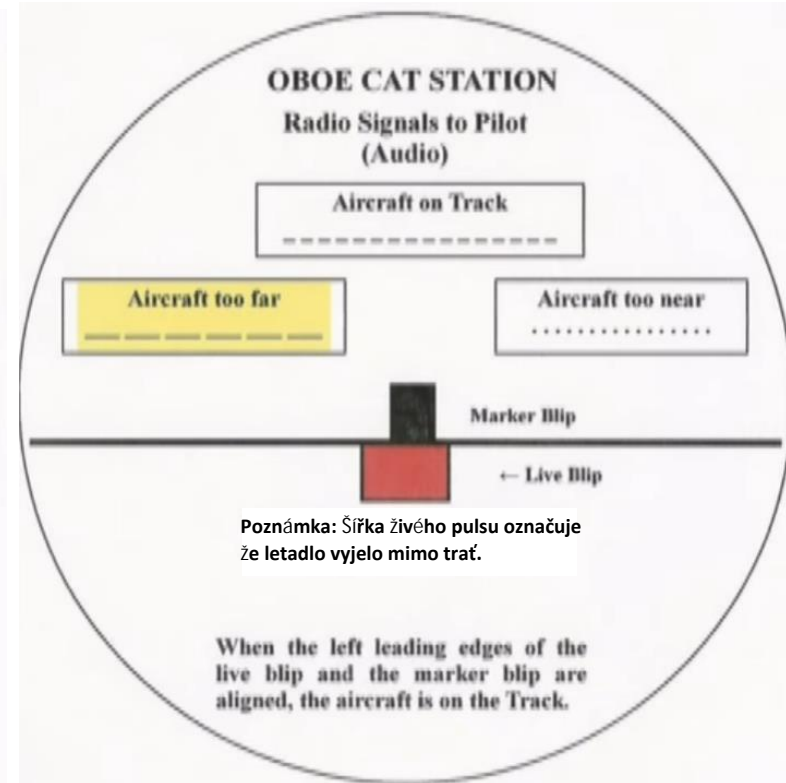 OBOE CAT STATION
Radio Signals to Pilot
(Audio)
Aircraft on Track
Aircraft too far
Aircraft too near
Marker Blip
← Live Blip
Poznámka: Šířka živého pulsu označuje
že letadlo vyjelo mimo trať.
When the left leading edges of the
live blip and the marker blip are
aligned, the aircraft is on the Track.